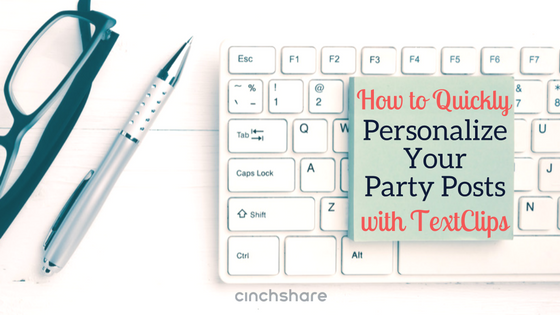 Esc F1 F2 F3 F4 F5 F6 F7
~ % ` - ! 1 @ 2 & 7
Tab Q W U
Caps Lock A J
Shift Z N
Ctrl Alt
How to Quickly
Personalize
Your
Party Posts
with TextClips
cinchshare